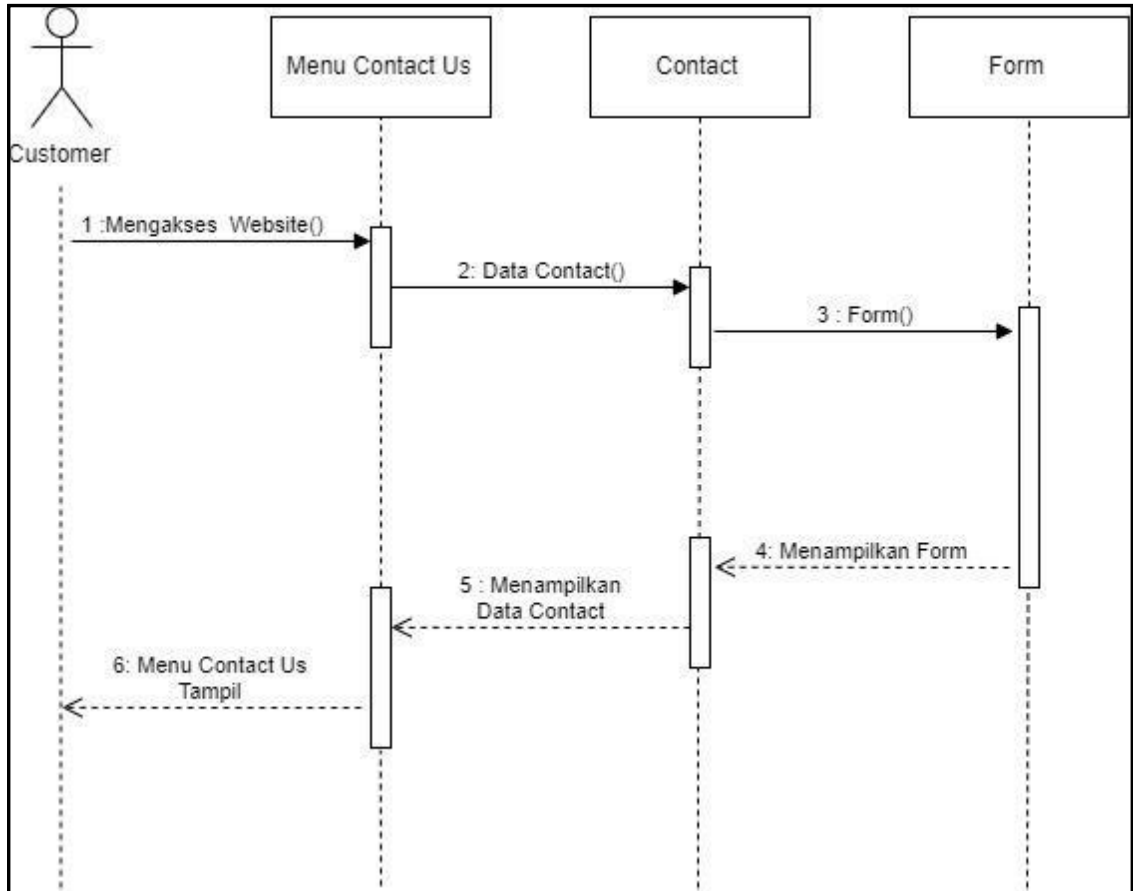 Menu Contact Us
Contact
Form
Customer
1 :Mengakses Website()
2: Data Contact()
3 : Form()
4: Menampilkan Form
5 : Menampilkan
Data Contact
6: Menu Contact Us
Tampil